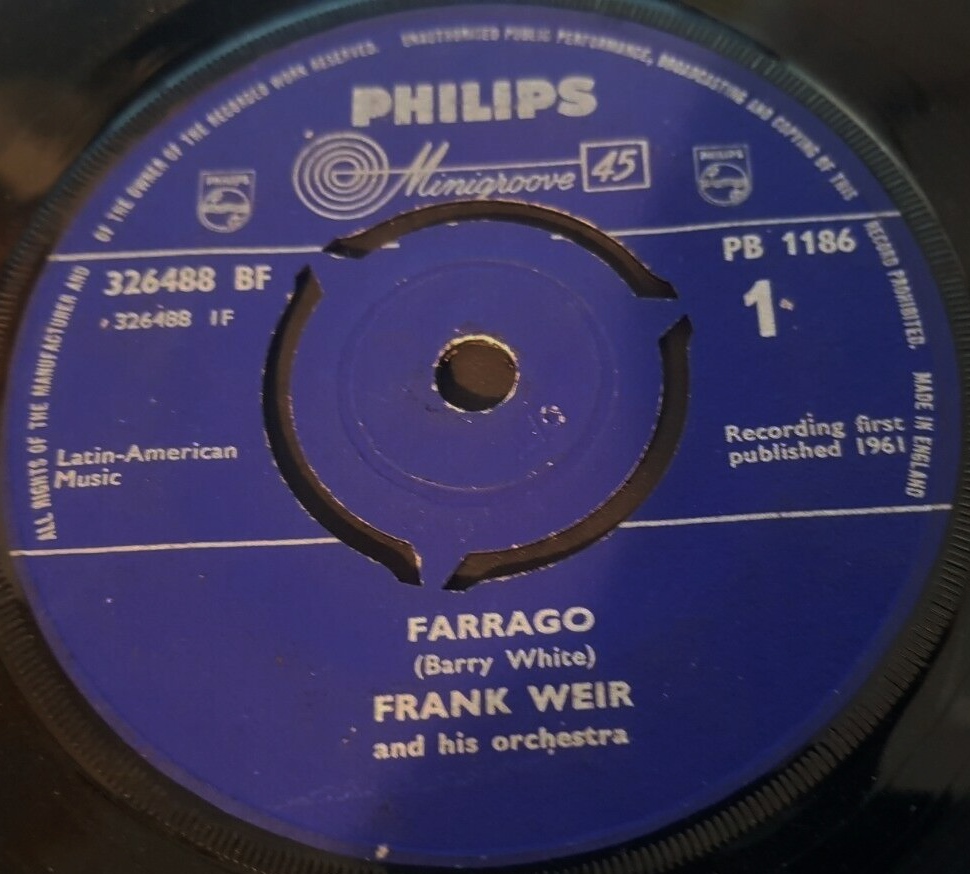 ALL RIGHTS OF THE MANUFACTURER AND OF THE OWNER OF THE RECORDED WORK RESERVED. UNAUTHORISED PUBLIC PERFORMANCE, BROADCASTING AND COPYING OF THIS RECORD PROHIBITED. MADE IN ENGLAND
PHILIPS
Minigroove 45
PHILIPS
PHILIPS
326488 BF
326488 1F
PB 1186
1
Latin-American
Music
Recording first
published 1961
FARRAGO
(Barry White)
FRANK WEIR
and his orchestra